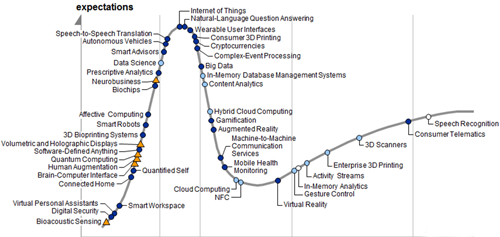 expectations
Internet of Things
Natural-Language Question Answering
Speech-to-Speech Translation
Wearable User Interfaces
Autonomous Vehicles
Consumer 3D Printing
Cryptocurrencies
Smart Advisors
Complex-Event Processing
Data Science
Big Data
Prescriptive Analytics
In-Memory Database Management Systems
Neurobusiness
Content Analytics
Biochips
Hybrid Cloud Computing
Affective Computing
Gamification
Smart Robots
Augmented Reality
Speech Recognition
3D Bioprinting Systems
Consumer Telematics
Volumetric and Holographic Displays
Machine-to-Machine
Communication
Services
Software-Defined Anything
3D Scanners
Quantum Computing
Mobile Health
Monitoring
Human Augmentation
Quantified Self
Enterprise 3D Printing
Brain-Computer Interface
Activity Streams
Connected Home
Cloud Computing
In-Memory Analytics
NFC
Gesture Control
Virtual Reality
Virtual Personal Assistants
Smart Workspace
Digital Security
Bioacoustic Sensing